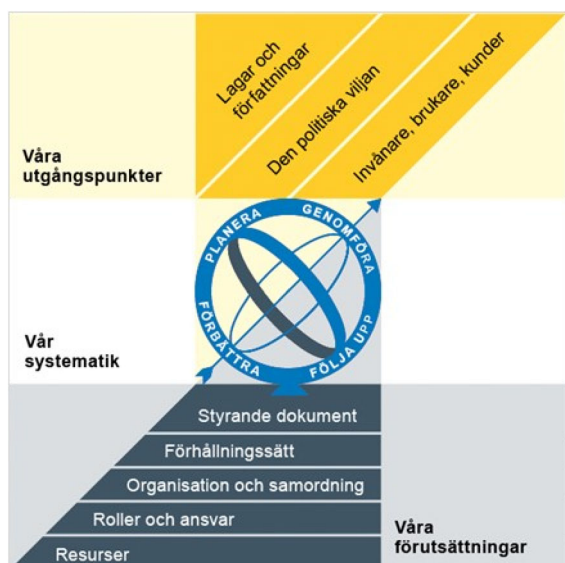 Lagar och
författningar
Den politiska viljan
Invånare, brukare, kunder
Våra
utgångspunkter
PLANERA
GENOMFÖRA
FÖRBÄTTRA
FÖLJA UPP
Vår
systematik
Styrande dokument
Förhållningssätt
Organisation och samordning
Roller och ansvar
Resurser
Våra
förutsättningar